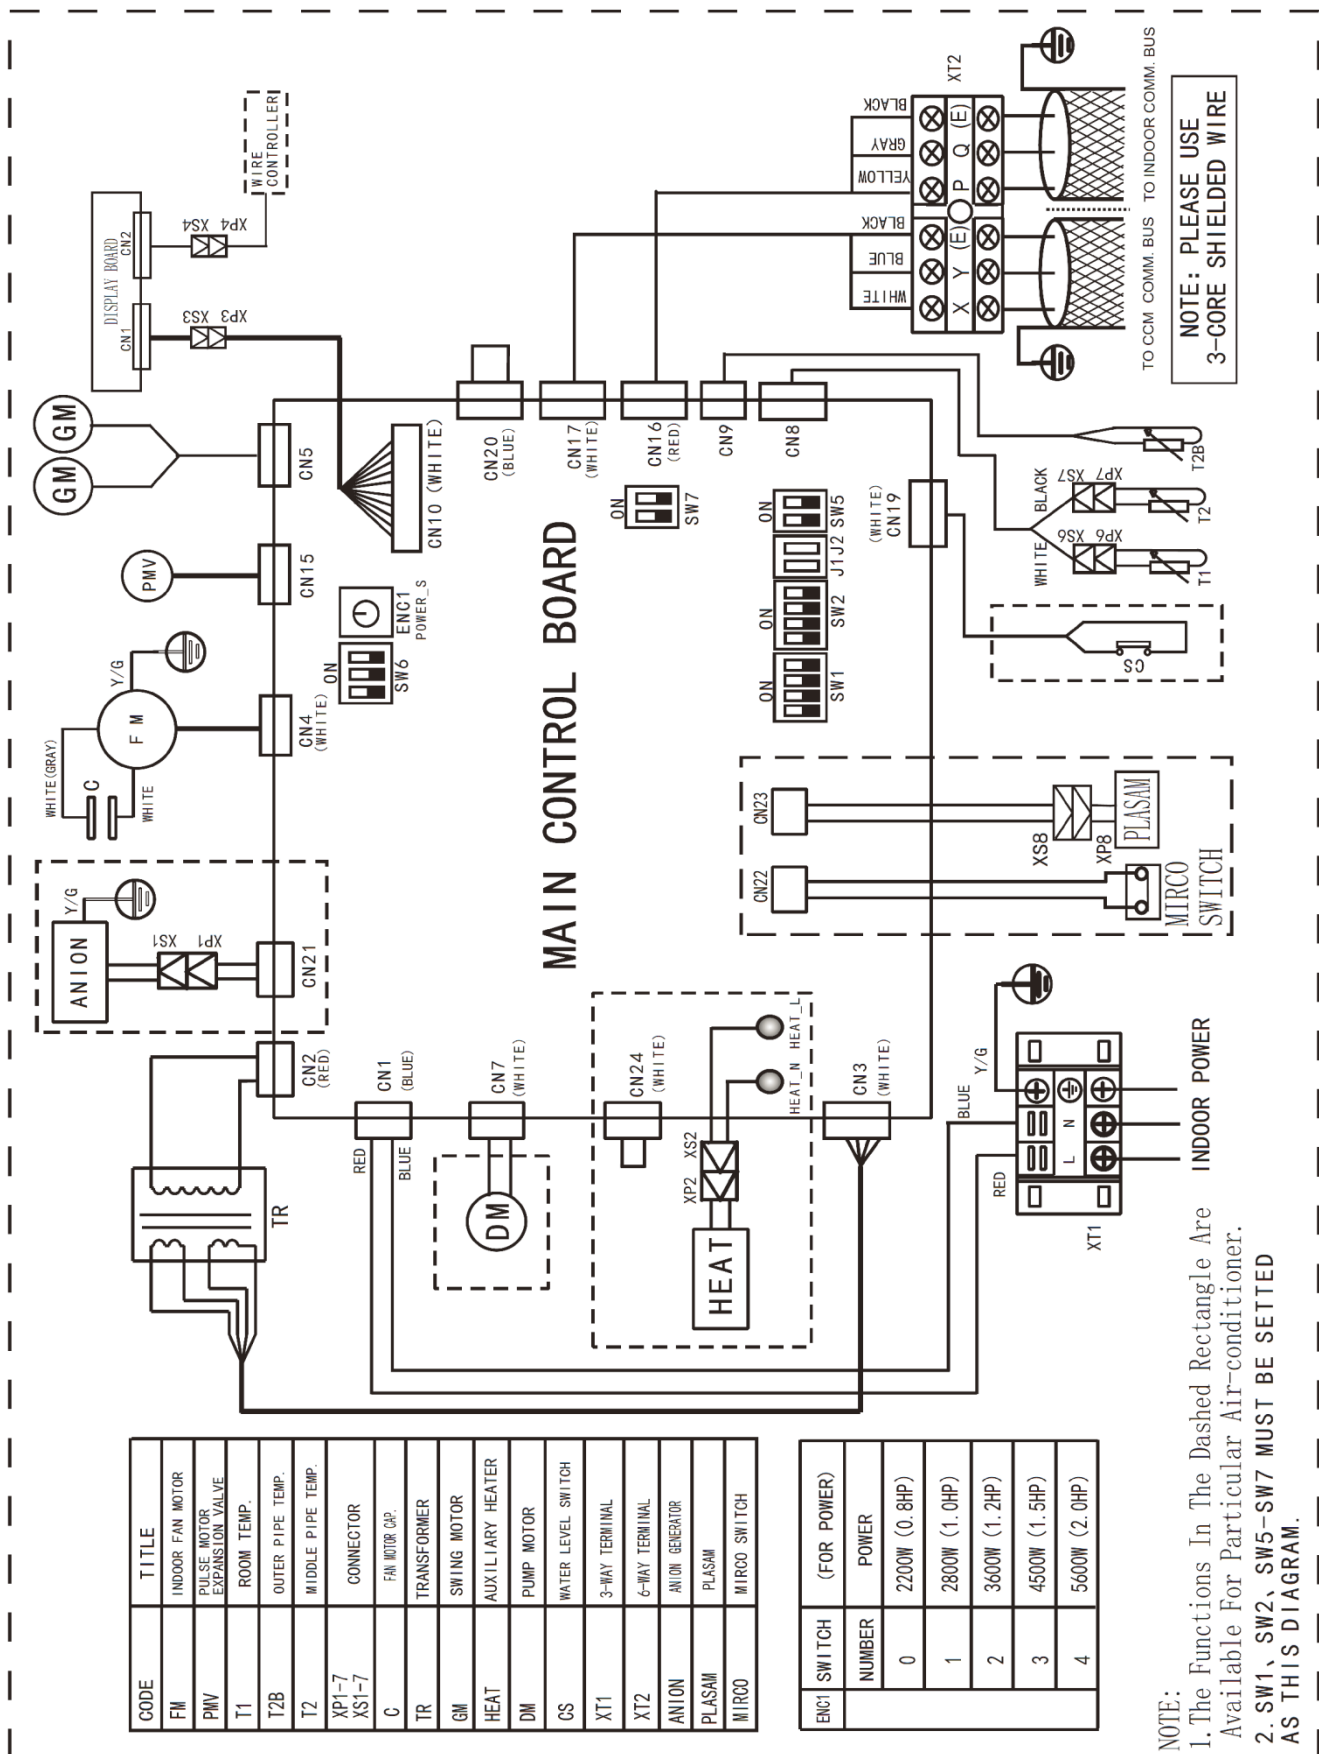 DISPLAY BOARD
CN1
CN2
XS3 XP3
XS4 XP4
WIRE
CONTROLLER
GM
GM
CN5
PMV
CN15
CN10 (WHITE)
Y/G
FM
WHITE(GRAY)
C
WHITE
CN4
(WHITE)
ON
SW6
ENC1
POWER_S
ANION
Y/G
XS1
XP1
CN21
TR
CN2
(RED)
CN1
(BLUE)
RED
BLUE
CN7
(WHITE)
DM
CN24
(WHITE)
HEAT
XP2 XS2
HEAT_N HEAT_L
CN3
(WHITE)
MAIN CONTROL BOARD
CN20
(BLUE)
CN17
(WHITE)
CN16
(RED)
CN9
CN8
ON
SW7
ON
SW1
ON
SW2
J1J2
ON
SW5
(WHITE)
CN19
WHITE
BLUE
BLACK
YELLOW
GRAY
BLACK
X Y (E) P Q (E)
XT2
TO CCM COMM. BUS
TO INDOOR COMM. BUS
NOTE: PLEASE USE
3-CORE SHIELDED WIRE
WHITE
BLACK
XS6 XP6
XS7 XP7
T1
T2
T2B
CS
CN22
CN23
XS8
XP8
PLASAM
MIRCO
SWITCH
RED
BLUE
Y/G
L N
XT1
INDOOR POWER
CODE TITLE
FM INDOOR FAN MOTOR
PMV PULSE MOTOR
EXPANSION VALVE
T1 ROOM TEMP.
T2B OUTER PIPE TEMP.
T2 MIDDLE PIPE TEMP.
XP1-7
XS1-7 CONNECTOR
C FAN MOTOR CAP.
TR TRANSFORMER
GM SWING MOTOR
HEAT AUXILIARY HEATER
DM PUMP MOTOR
CS WATER LEVEL SWITCH
XT1 3-WAY TERMINAL
XT2 6-WAY TERMINAL
ANION ANION GENERATOR
PLASAM PLASAM
MIRCO MIRCO SWITCH
ENC1 SWITCH (FOR POWER)
NUMBER POWER
0 2200W (0.8HP)
1 2800W (1.0HP)
2 3600W (1.2HP)
3 4500W (1.5HP)
4 5600W (2.0HP)
NOTE:
1. The Functions In The Dashed Rectangle Are
Available For Particular Air-conditioner.
2. SW1、SW2、SW5-SW7 MUST BE SETTED
AS THIS DIAGRAM.